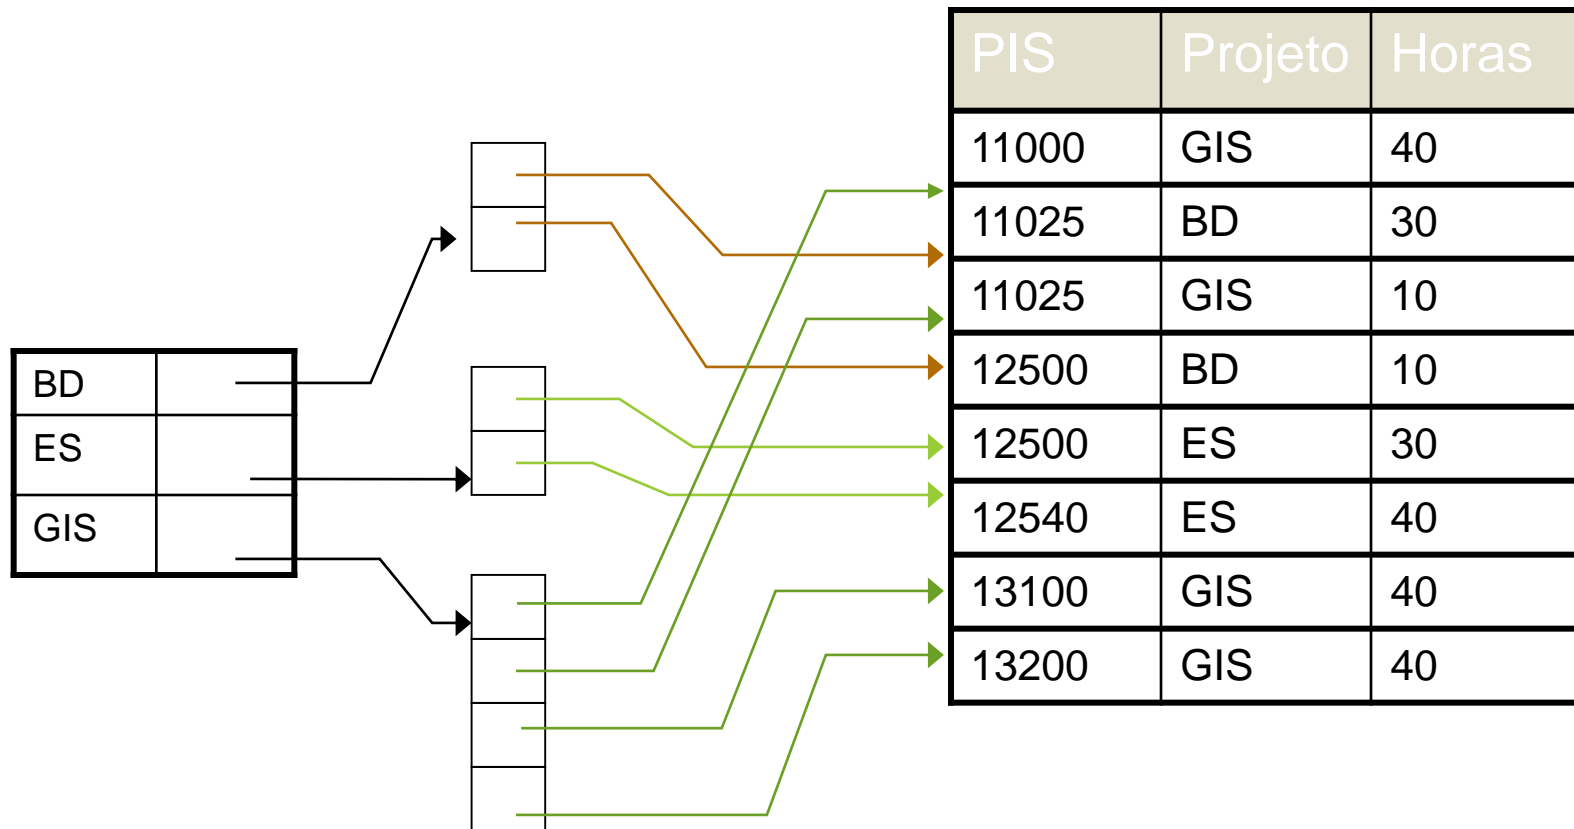 PIS Projeto Horas
11000 GIS 40
11025 BD 30
11025 GIS 10
12500 BD 10
12500 ES 30
12540 ES 40
13100 GIS 40
13200 GIS 40
BD
ES
GIS